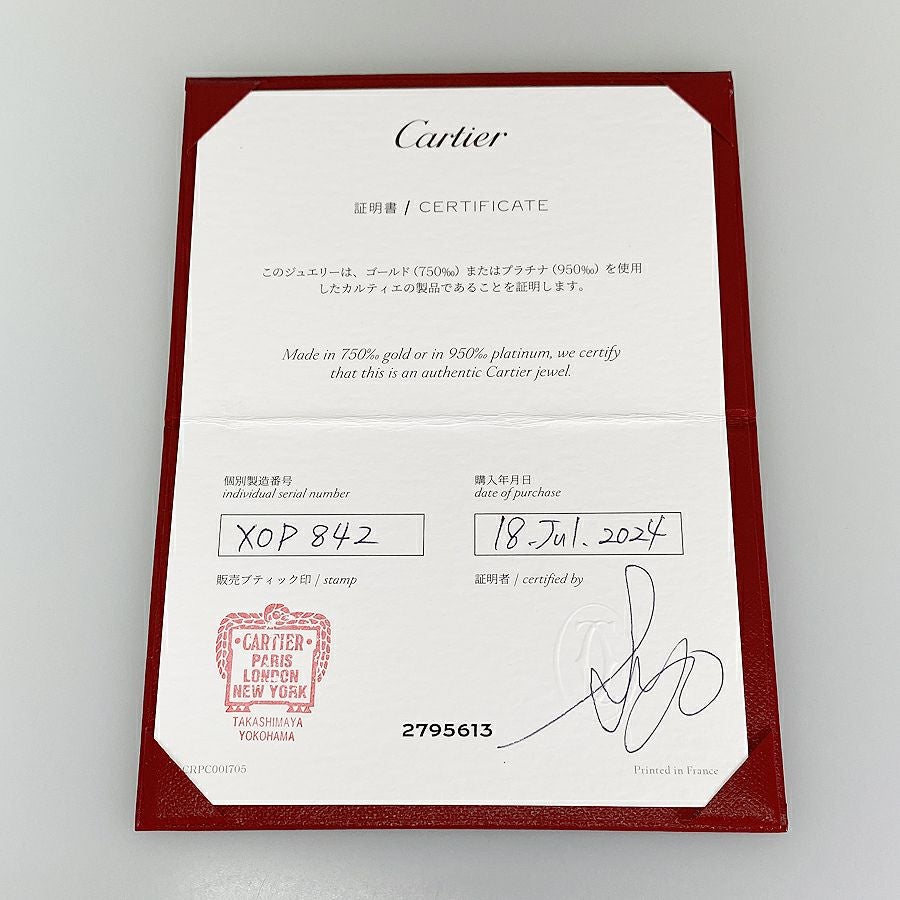 Cartier
証明書 / CERTIFICATE
このジュエリーは、ゴールド（750‰）またはプラチナ（950‰）を使用
したカルティエの製品であることを証明します。
Made in 750‰ gold or in 950‰ platinum, we certify
that this is an authentic Cartier jewel.
個別製造番号
individual serial number
XOP 842
購入年月日
date of purchase
18.Jul.2024
販売ブティック印 / stamp
証明者 / certified by
CARTIER
PARIS
LONDON
NEW YORK
TAKASHIMAYA
YOKOHAMA
2795613
CRPC001705
Printed in France